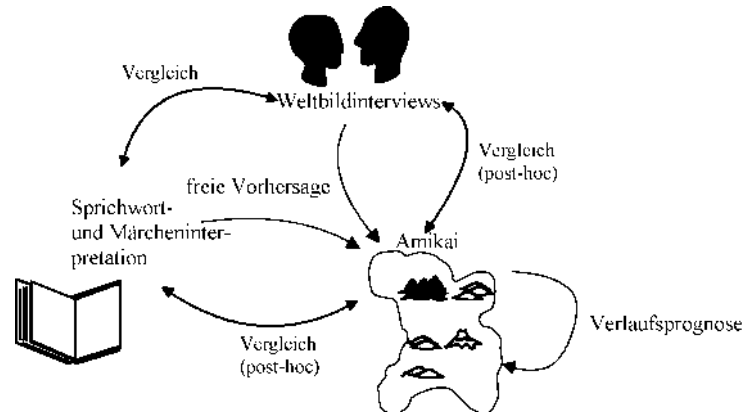 Vergleich
Weltbildinterviews
Vergleich
(post-hoc)
freie Vorhersage
Sprichwort-
und Märcheninter-
pretation
Amikai
Verlaufsprognose
Vergleich
(post-hoc)